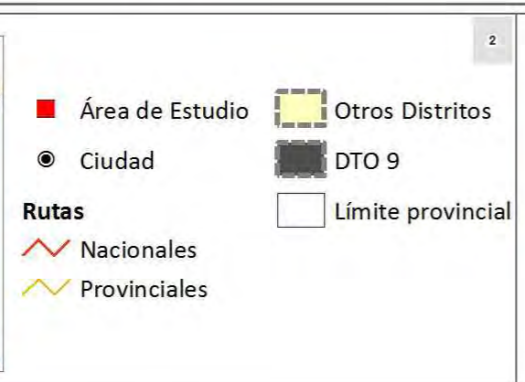 2
Área de Estudio
Ciudad
Rutas
Nacionales
Provinciales
Otros Distritos
DTO 9
Límite provincial